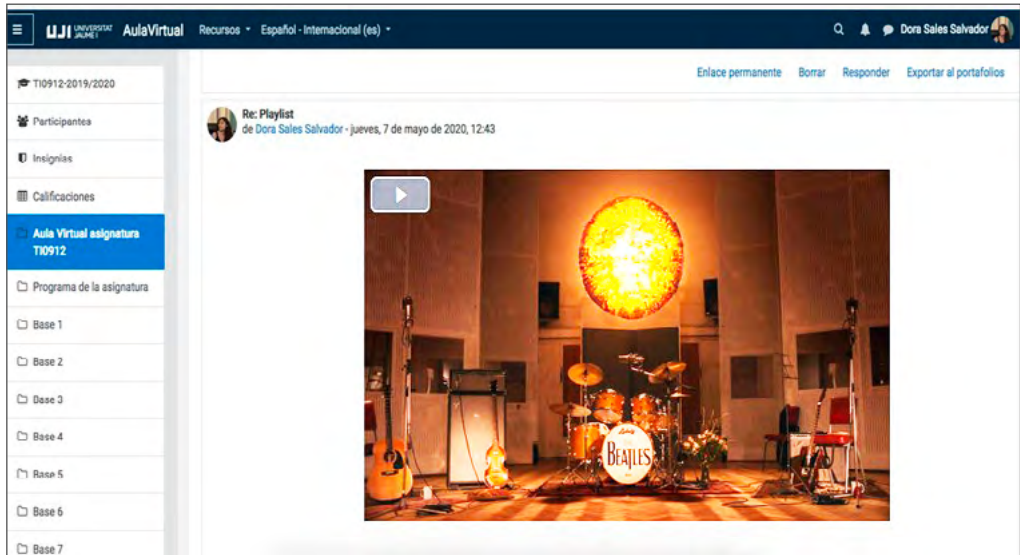 UJI UNIVERSITAT JAUME I AulaVirtual Recursos Español - Internacional (es) Dora Sales Salvador
TI0912-2019/2020
Participantes
Insignias
Calificaciones
Aula Virtual asignatura
TI0912
Programa de la asignatura
Base 1
Base 2
Base 3
Base 4
Base 5
Base 6
Base 7
Enlace permanente Borrar Responder Exportar al portafolios
Re: Playlist
de Dora Sales Salvador - jueves, 7 de mayo de 2020, 12:43
Ludwig
THE
BEATLES